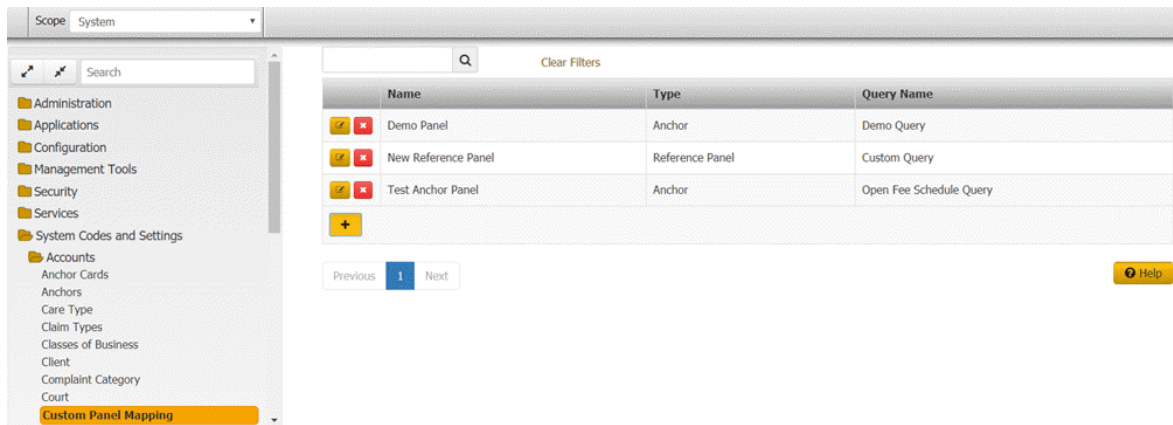 Scope System
Search
Clear Filters
Administration
Applications
Configuration
Management Tools
Security
Services
System Codes and Settings
Accounts
Anchor Cards
Anchors
Care Type
Claim Types
Classes of Business
Client
Complaint Category
Court
Custom Panel Mapping
Name Type Query Name
Demo Panel Anchor Demo Query
New Reference Panel Reference Panel Custom Query
Test Anchor Panel Anchor Open Fee Schedule Query
+
Previous 1 Next
Help